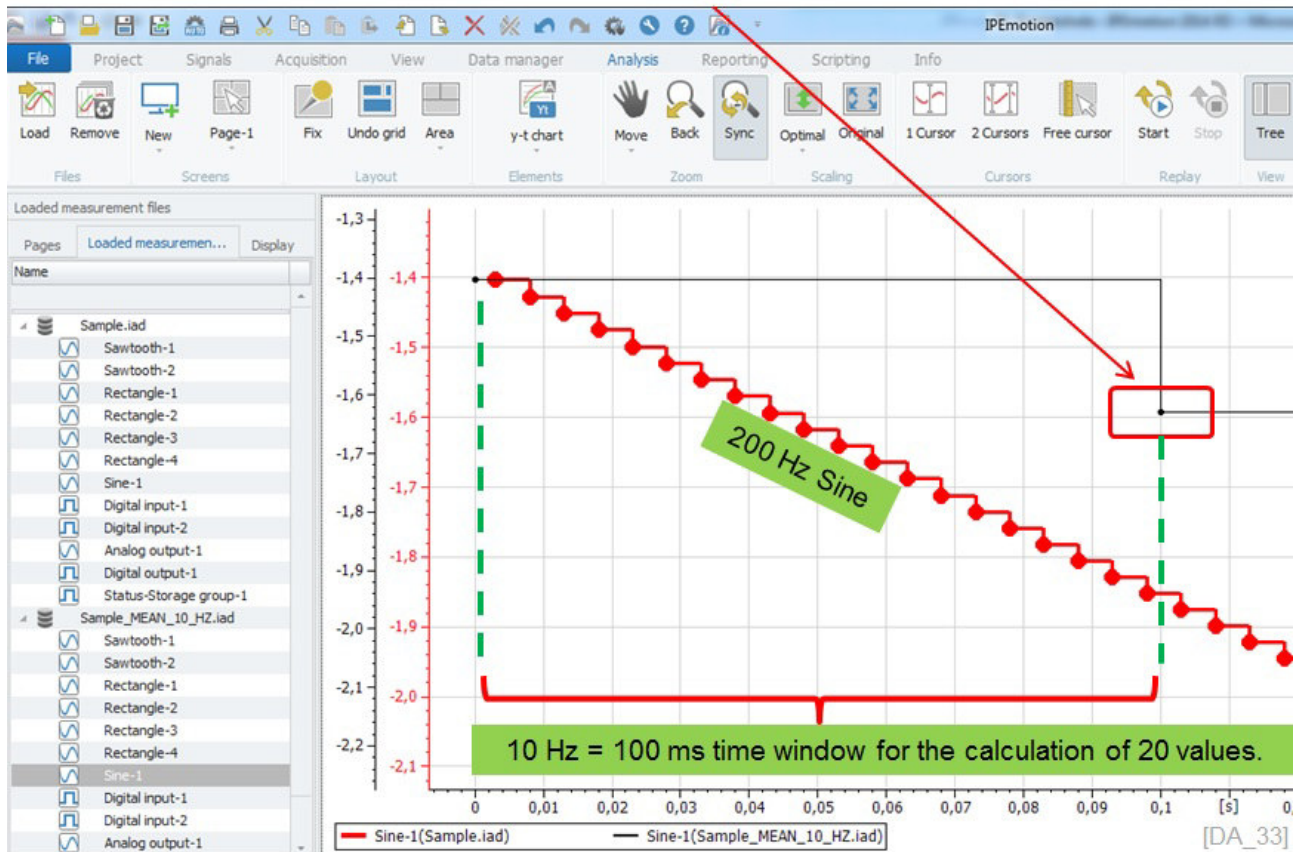 IPEmotion
File Project Signals Acquisition View Data manager Analysis Reporting Scripting Info
Load Remove New Page-1 Fix Undo grid Area y-t chart Move Back Sync Optimal Original 1 Cursor 2 Cursors Free cursor Start Stop Tree
Files Screens Layout Elements Zoom Scaling Cursors Replay View
Loaded measurement files
Pages Loaded measuremen... Display
Name
Sample.iad
Sawtooth-1
Sawtooth-2
Rectangle-1
Rectangle-2
Rectangle-3
Rectangle-4
Sine-1
Digital input-1
Digital input-2
Analog output-1
Digital output-1
Status-Storage group-1
Sample_MEAN_10_HZ.iad
Sawtooth-1
Sawtooth-2
Rectangle-1
Rectangle-2
Rectangle-3
Rectangle-4
Sine-1
Digital input-1
Digital input-2
Analog output-1
-1,3
-1,4
-1,5
-1,6
-1,7
-1,8
-1,9
-2,0
-2,1
-2,2
-1,4
-1,5
-1,6
-1,7
-1,8
-1,9
-2,0
-2,1
200 Hz Sine
10 Hz = 100 ms time window for the calculation of 20 values.
0 0,01 0,02 0,03 0,04 0,05 0,06 0,07 0,08 0,09 0,1 [s]
Sine-1(Sample.iad) Sine-1(Sample_MEAN_10_HZ.iad)
[DA_33]